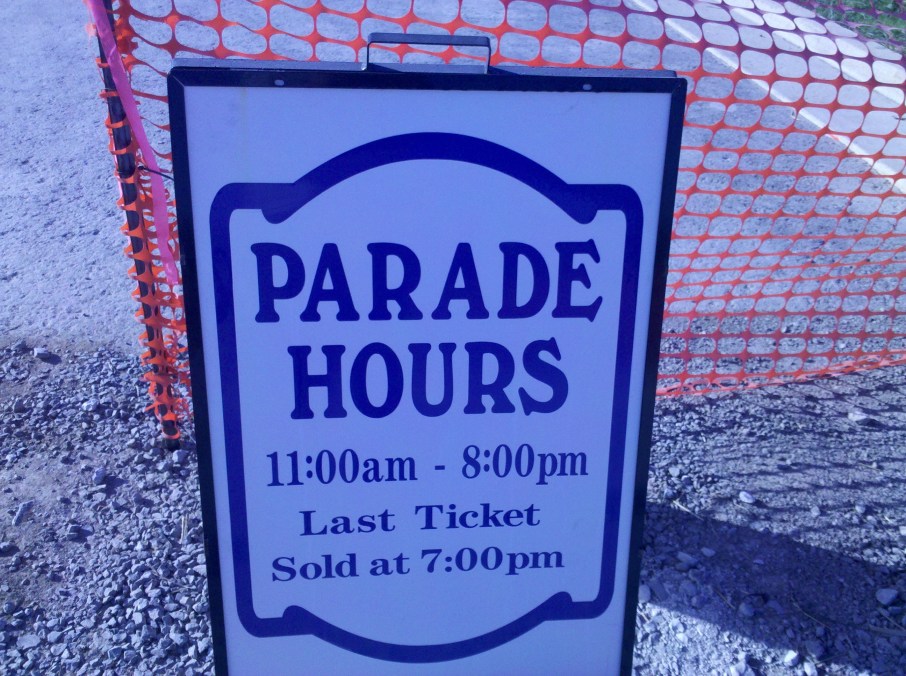 PARADE
HOURS
11:00am - 8:00pm
Last Ticket
Sold at 7:00pm